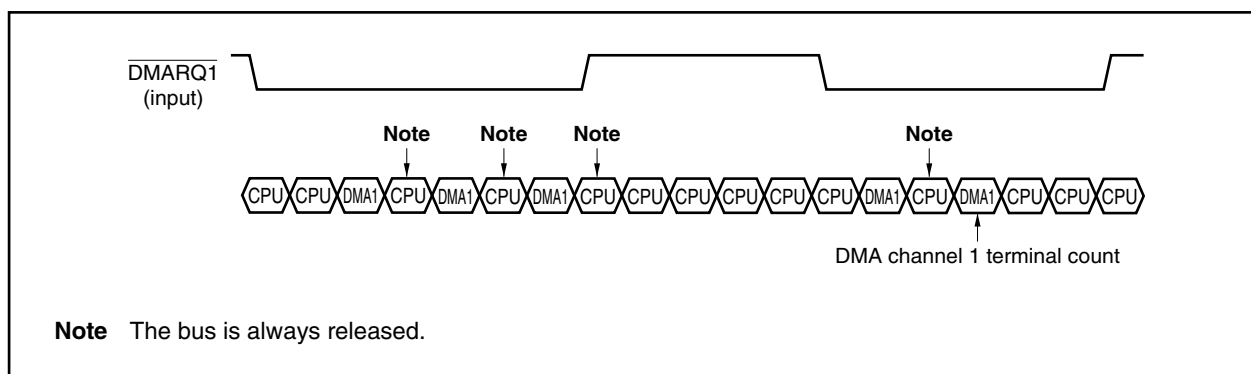 DMARQ1
(input)
Note Note Note Note
CPU CPU DMA1 CPU DMA1 CPU DMA1 CPU CPU CPU CPU CPU CPU DMA1 CPU DMA1 CPU CPU CPU
DMA channel 1 terminal count
Note The bus is always released.